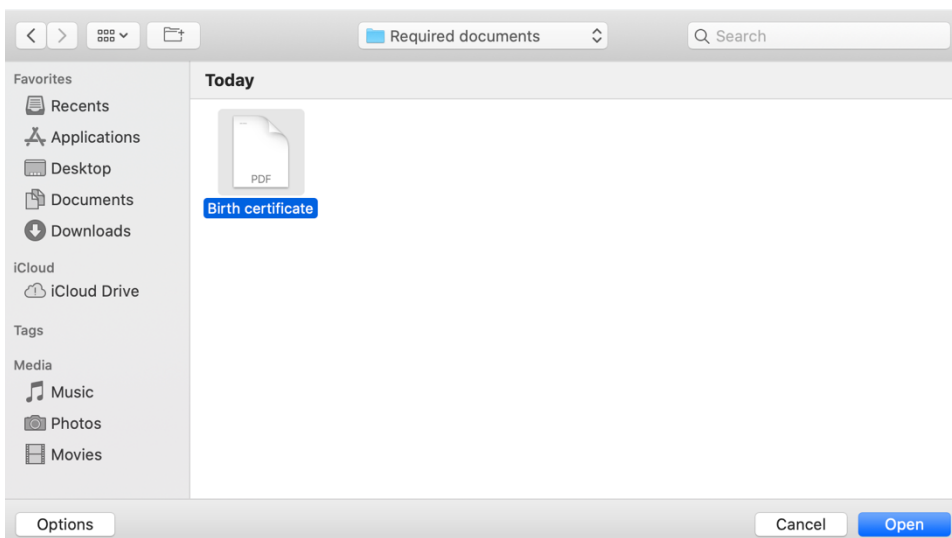 Required documents
Search
Favorites
Recents
Applications
Desktop
Documents
Downloads
iCloud
iCloud Drive
Tags
Media
Music
Photos
Movies
Today
PDF
Birth certificate
Options
Cancel
Open